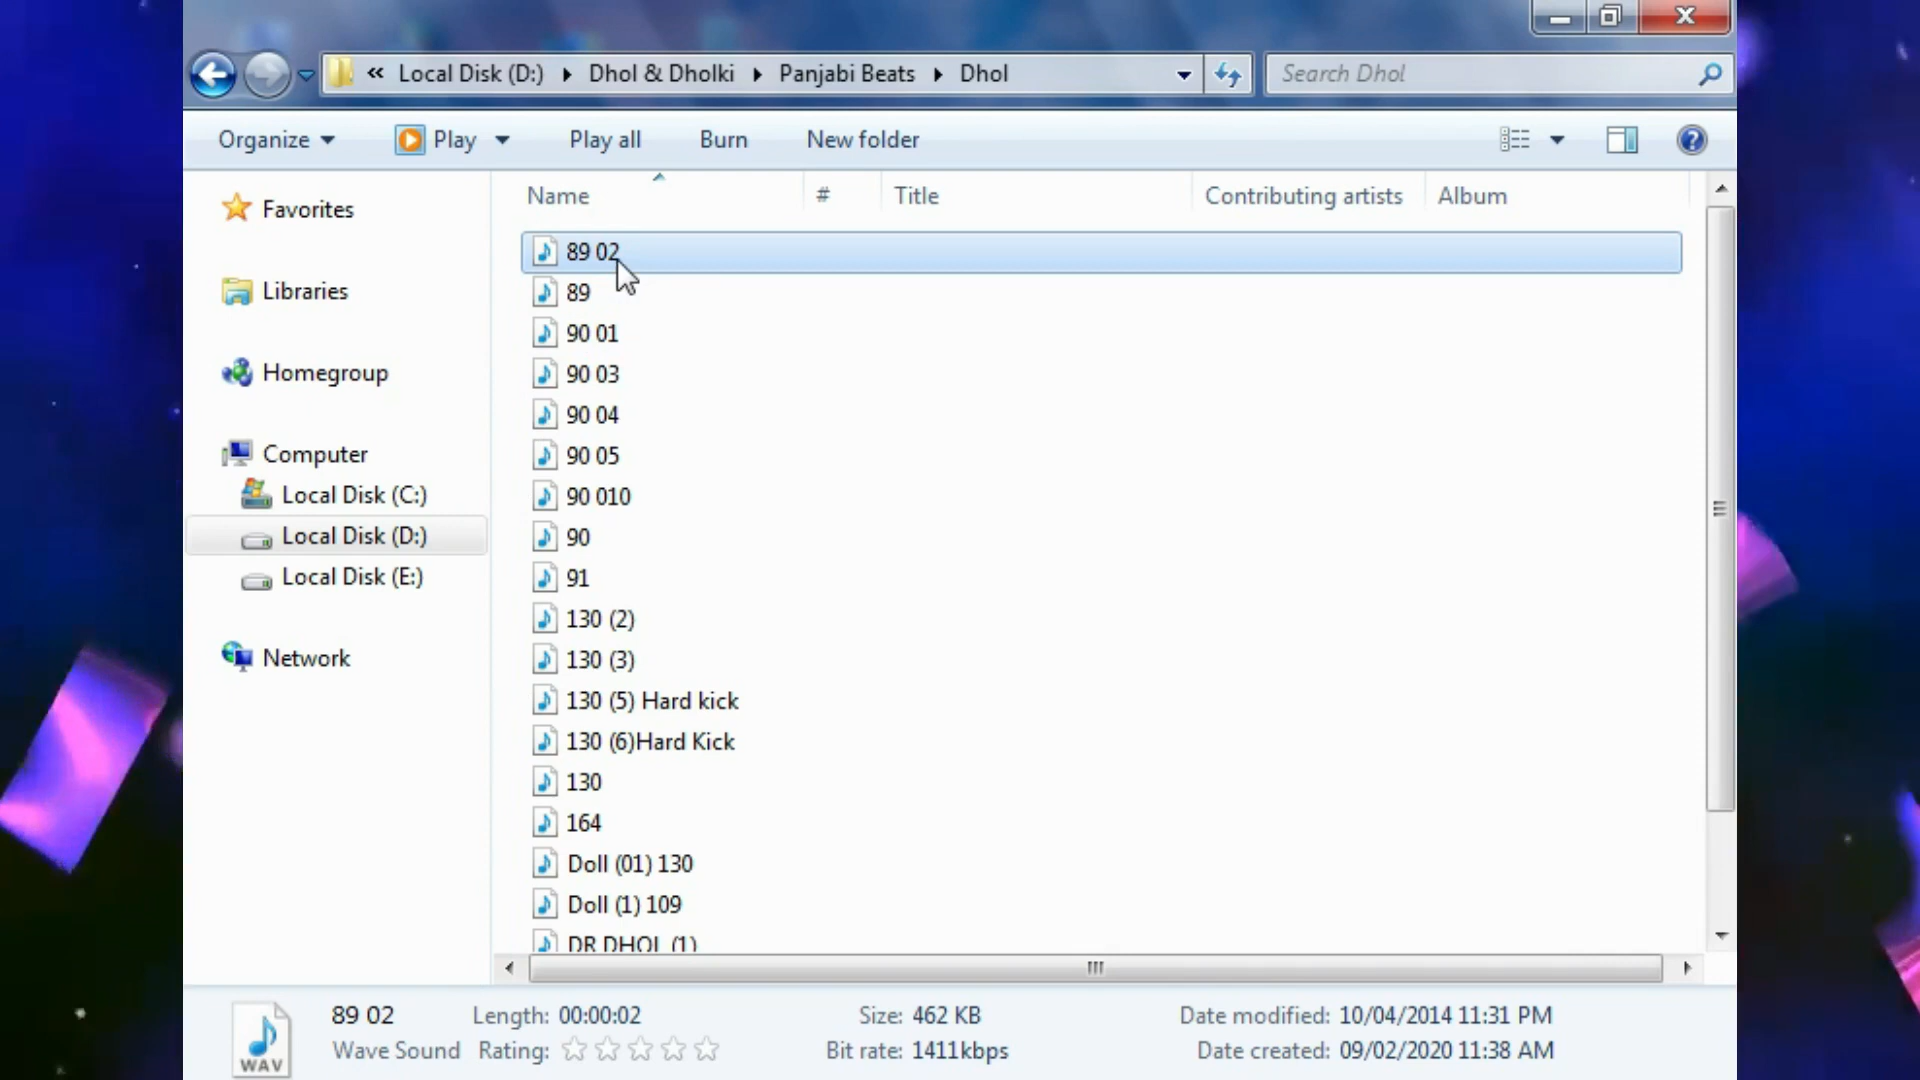 « Local Disk (D:) Dhol & Dholki Panjabi Beats Dhol
Search Dhol
Organize Play Play all Burn New folder
Name # Title Contributing artists Album
Favorites
Libraries
Homegroup
Computer
Local Disk (C:)
Local Disk (D:)
Local Disk (E:)
Network
89 02
89
90 01
90 03
90 04
90 05
90 010
90
91
130 (2)
130 (3)
130 (5) Hard kick
130 (6)Hard Kick
130
164
Doll (01) 130
Doll (1) 109
DR DHOL (1)
89 02 Length: 00:00:02 Size: 462 KB Date modified: 10/04/2014 11:31 PM
WAV Wave Sound Rating: Bit rate: 1411kbps Date created: 09/02/2020 11:38 AM